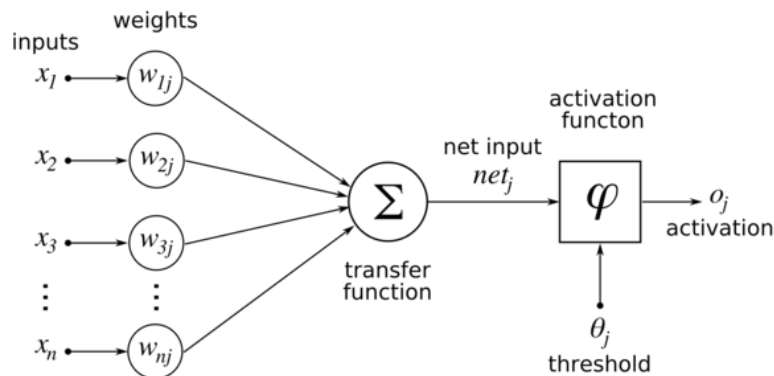 weights
inputs
x₁
w₁ⱼ
x₂
w₂ⱼ
x₃
w₃ⱼ
⋮
⋮
xₙ
wₙⱼ
Σ
transfer
function
net input
netⱼ
activation
functon
φ
oⱼ
activation
θⱼ
threshold